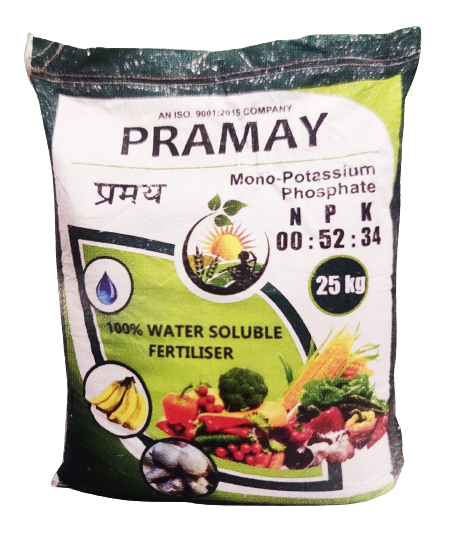 AN ISO. 9001:2015 COMPANY
PRAMAY
प्रमय
Mono-Potassium
Phosphate
N P K
00:52:34
25 kg
100% WATER SOLUBLE
FERTILISER